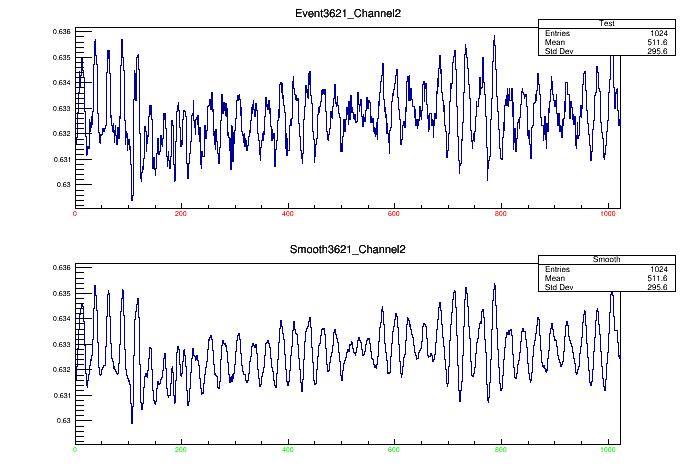 Event3621_Channel2
Test
Entries 1024
Mean 511.6
Std Dev 295.6
0.636
0.635
0.634
0.633
0.632
0.631
0.63
0 200 400 600 800 1000
Smooth3621_Channel2
Smooth
Entries 1024
Mean 511.6
Std Dev 295.6
0.636
0.635
0.634
0.633
0.632
0.631
0.63
0 200 400 600 800 1000